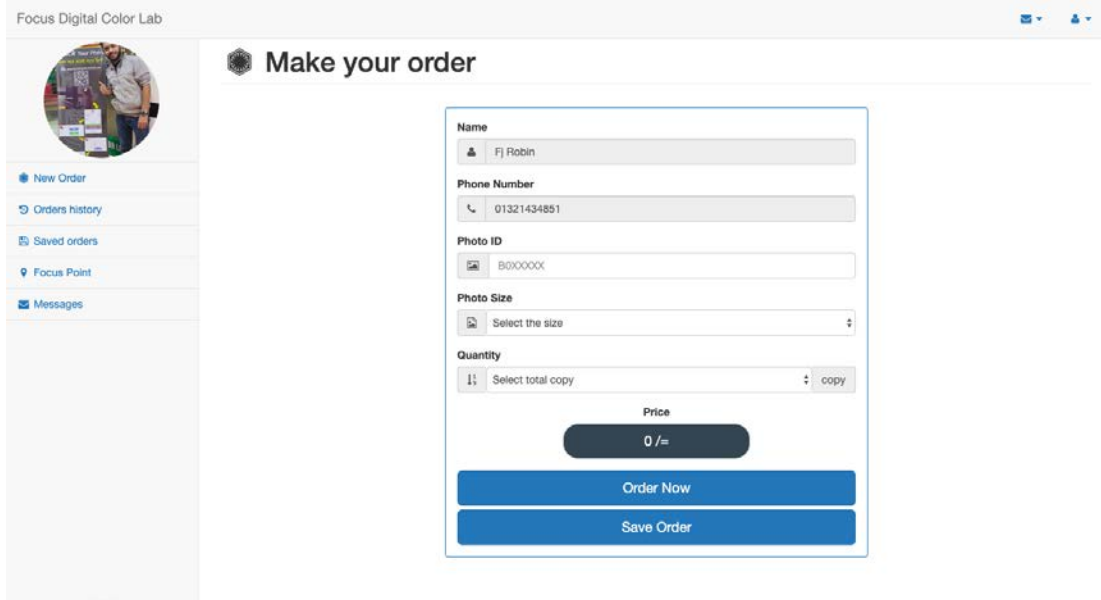 Focus Digital Color Lab
New Order
Orders history
Saved orders
Focus Point
Messages
Make your order
Name
Fj Robin
Phone Number
01321434851
Photo ID
B0XXXXX
Photo Size
Select the size
Quantity
Select total copy copy
Price
0 /=
Order Now
Save Order